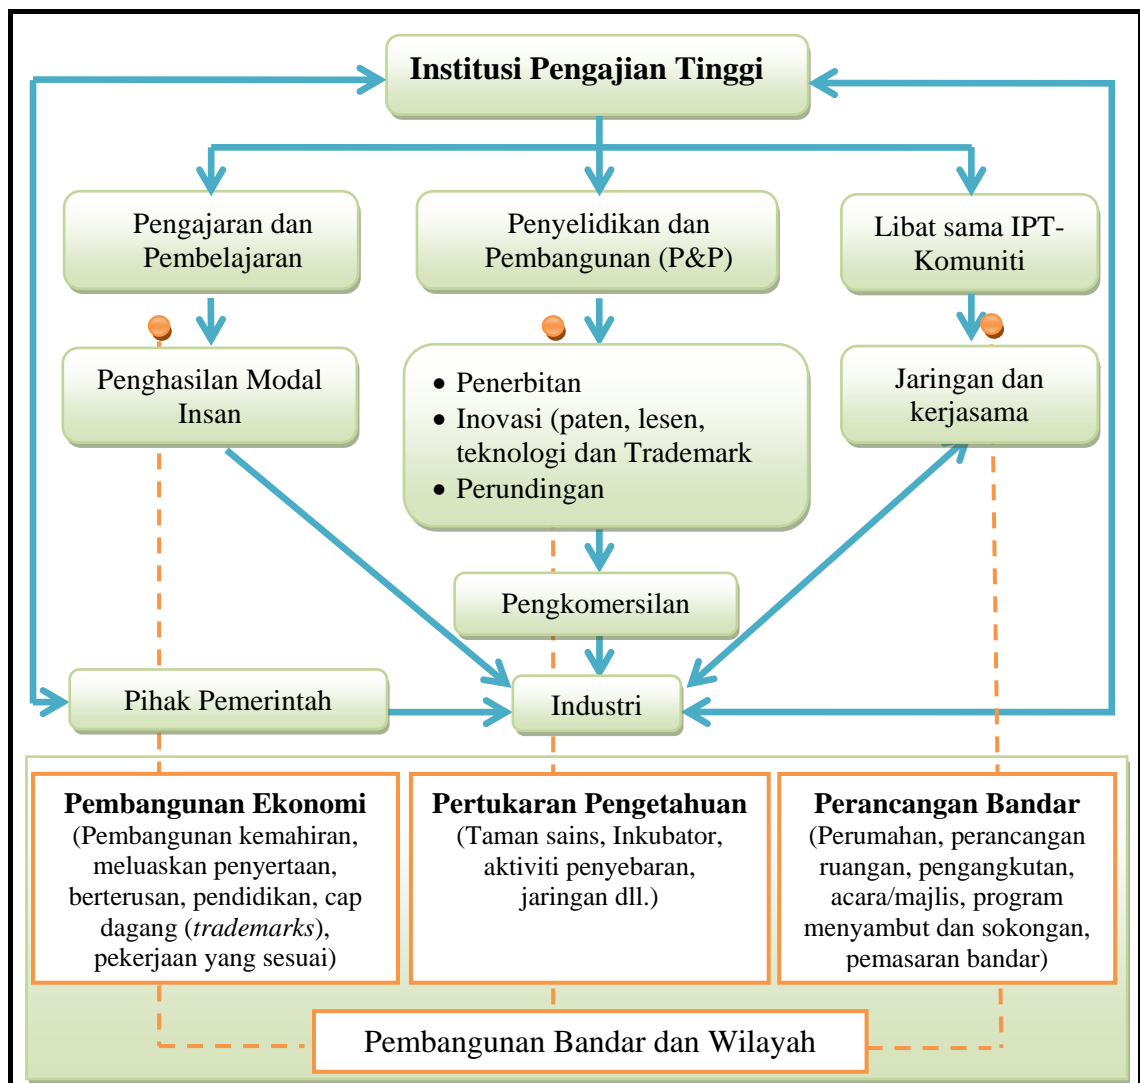 Institusi Pengajian Tinggi
Pengajaran dan
Pembelajaran
Penyelidikan dan
Pembangunan (P&P)
Libat sama IPT-
Komuniti
Penghasilan Modal
Insan
• Penerbitan
• Inovasi (paten, lesen,
teknologi dan Trademark
• Perundingan
Jaringan dan
kerjasama
Pengkomersilan
Pihak Pemerintah
Industri
Pembangunan Ekonomi
(Pembangunan kemahiran,
meluaskan penyertaan,
berterusan, pendidikan, cap
dagang (trademarks),
pekerjaan yang sesuai)
Pertukaran Pengetahuan
(Taman sains, Inkubator,
aktiviti penyebaran,
jaringan dll.)
Perancangan Bandar
(Perumahan, perancangan
ruangan, pengangkutan,
acara/majlis, program
menyambut dan sokongan,
pemasaran bandar)
Pembangunan Bandar dan Wilayah